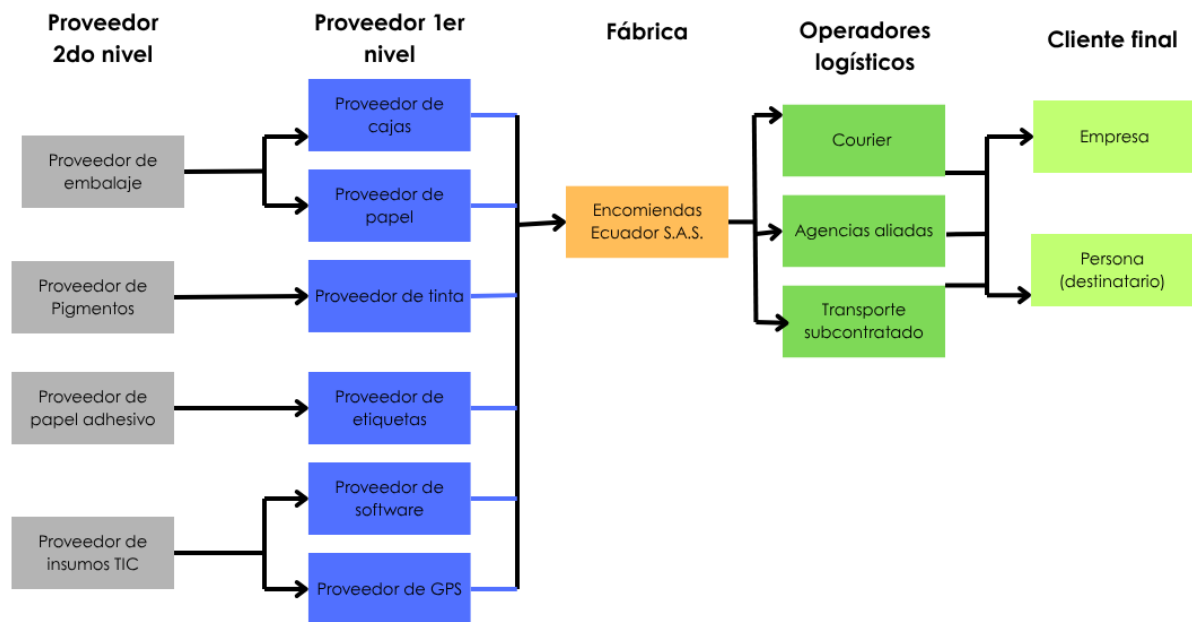 Proveedor
2do nivel
Proveedor 1er
nivel
Fábrica
Operadores
logísticos
Cliente final
Proveedor de
embalaje
Proveedor de
Pigmentos
Proveedor de
papel adhesivo
Proveedor de
insumos TIC
Proveedor de
cajas
Proveedor de
papel
Proveedor de tinta
Proveedor de
etiquetas
Proveedor de
software
Proveedor de GPS
Encomiendas
Ecuador S.A.S.
Courier
Agencias aliadas
Transporte
subcontratado
Empresa
Persona
(destinatario)